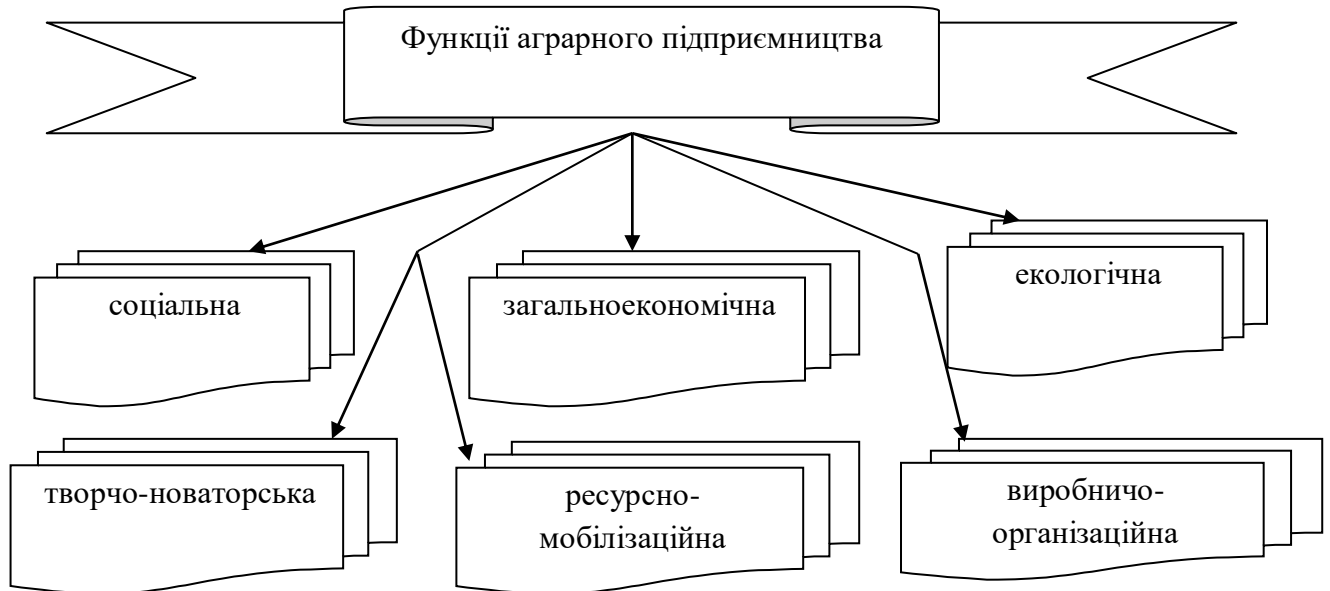 Функції аграрного підприємництва
соціальна
загальноекономічна
екологічна
творчо-новаторська
ресурсно-
мобілізаційна
виробничо-
організаційна